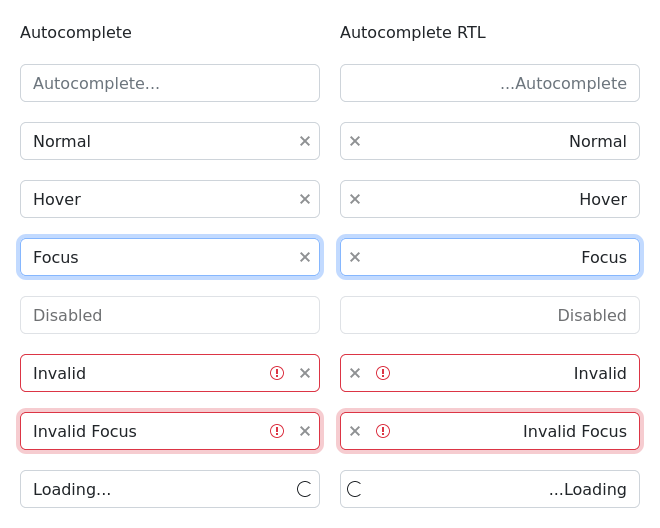 Autocomplete
Autocomplete RTL
Autocomplete...
...Autocomplete
Normal
Normal
Hover
Hover
Focus
Focus
Disabled
Disabled
Invalid
Invalid
Invalid Focus
Invalid Focus
Loading...
...Loading